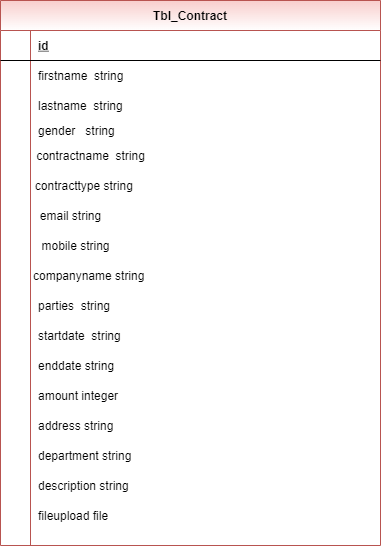 Tbl_Contract
id
firstname string
lastname string
gender string
contractname string
contracttype string
email string
mobile string
companyname string
parties string
startdate string
enddate string
amount integer
address string
department string
description string
fileupload file